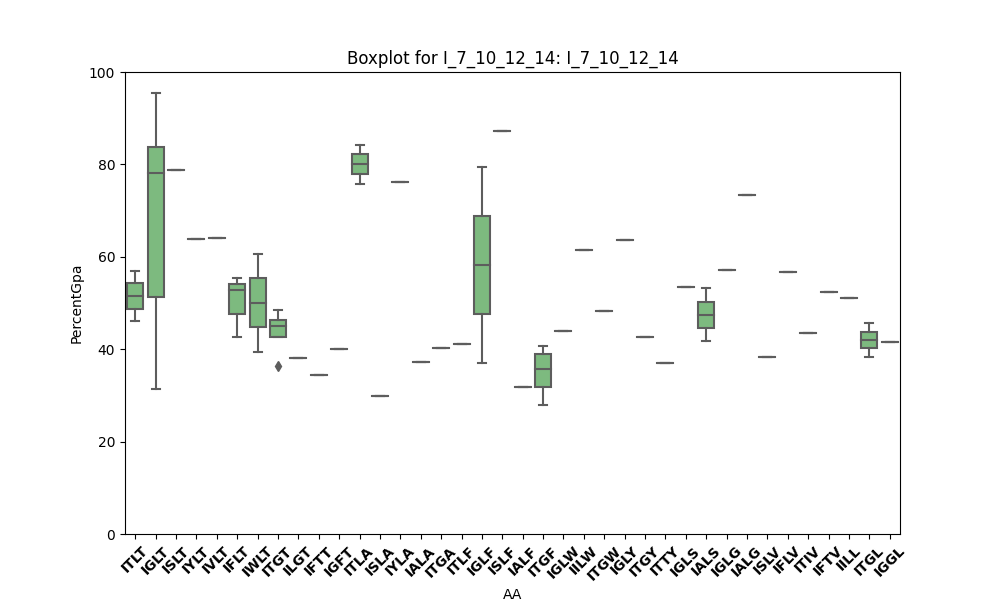 Boxplot for I_7_10_12_14: I_7_10_12_14
100
80
60
40
20
0
PercentGpa
ITLT IGLT ISLT IYLT IVLT IFLT IWLT ITGT ILGT IFTT IGFT ITLA ISLA IYLA IALA ITGA ITLF IGLF ISLF IALF ITGF IGLW IILW ITGW IGLY ITGY ITTY IGLS IALS IGLG IALG ISLV IFLV ITIV IFTV IILL ITGL IGGL
AA